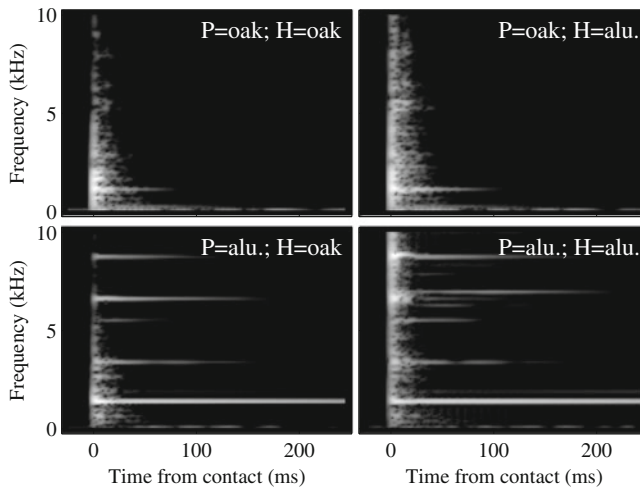 10
P=oak; H=oak
P=oak; H=alu.
Frequency (kHz)
5
0
10
P=alu.; H=oak
P=alu.; H=alu.
Frequency (kHz)
5
0
0
100
200
0
100
200
Time from contact (ms)
Time from contact (ms)